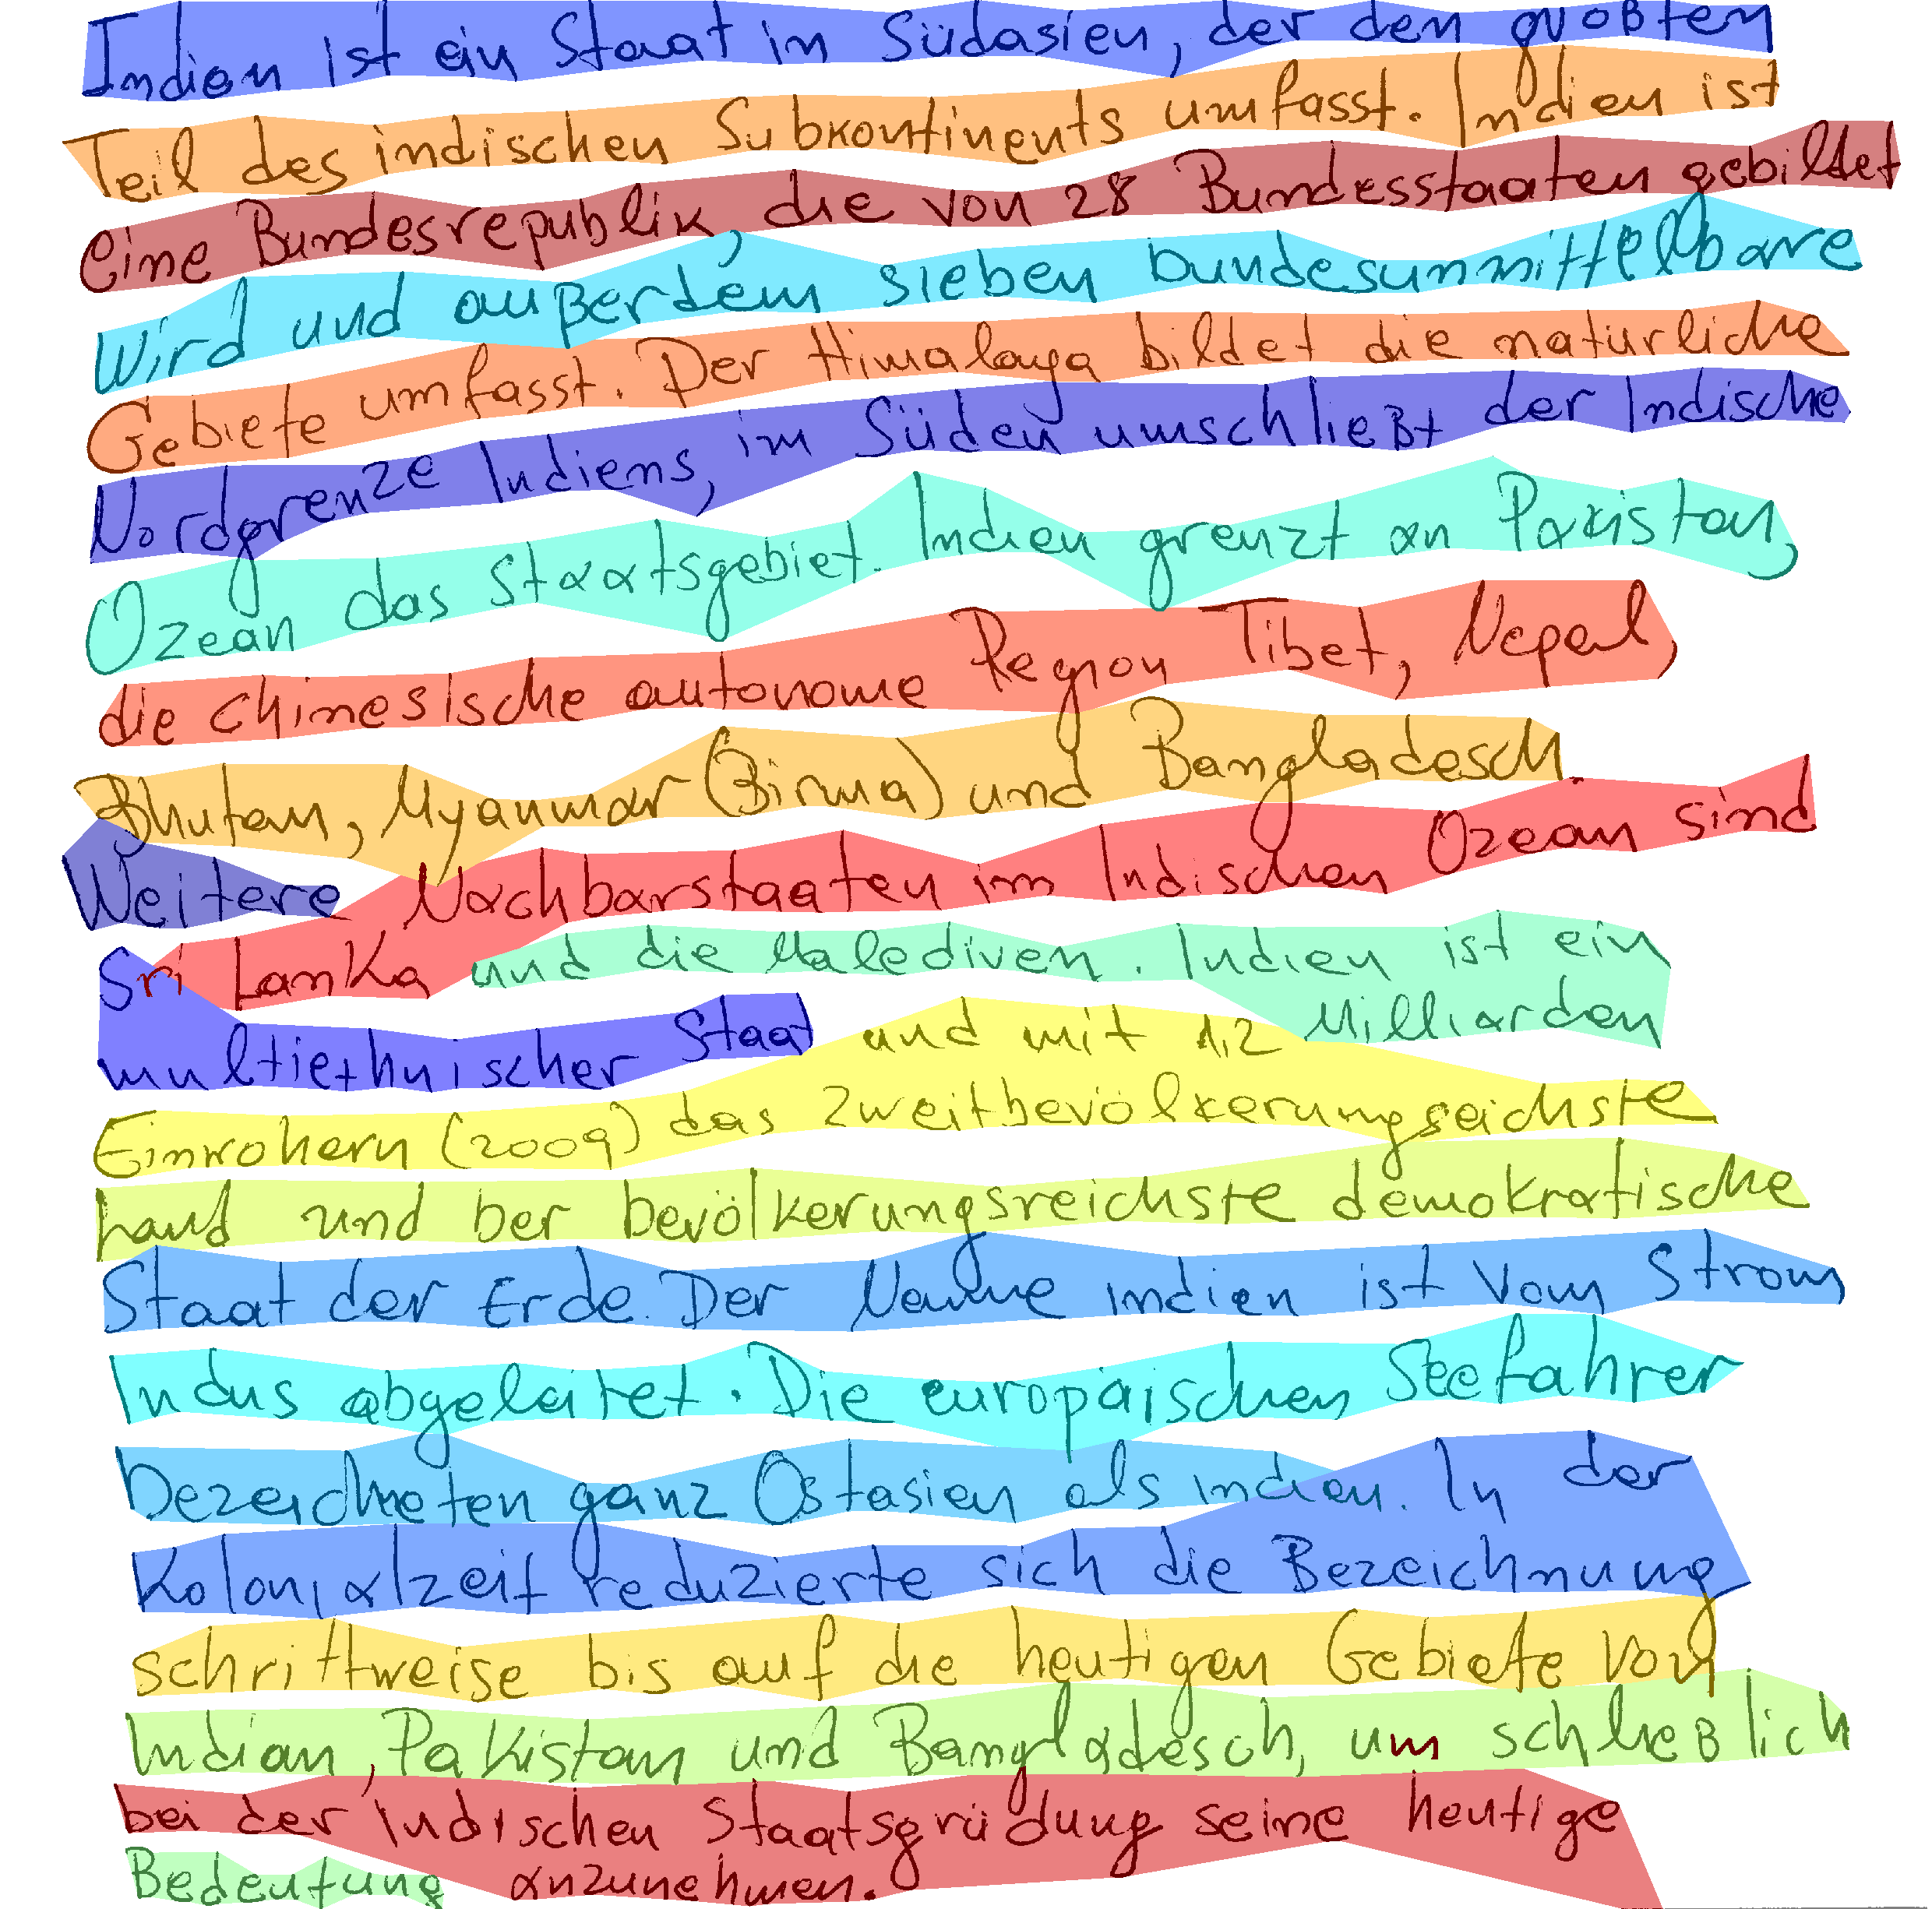 Indien ist ein Staat in Südasien, der den größten
Teil des indischen Subkontinents umfasst. Indien ist
eine Bundesrepublik, die von 28 Bundesstaaten gebildet
wird und außerdem sieben bundesunmittelbare
Gebiete umfasst. Der Himalaya bildet die natürliche
Nordgrenze Indiens, im Süden umschließt der Indische
Ozean das Staatsgebiet. Indien grenzt an Pakistan,
die chinesische autonome Region Tibet, Nepal,
Bhutan, Myanmar (Birma) und Bangladesch.
Weitere Nachbarstaaten im Indischen Ozean sind
Sri Lanka und die Malediven. Indien ist ein
multiethnischer Staat und mit 1,2 Milliarden
Einwohern (2009) das zweitbevölkerungseichste
Land und ber bevölkerungsreichste demokratische
Staat der Erde. Der Name indien ist vom Strom
Indus abgeleitet. Die europäischen Seefahrer
bezeichneten ganz Ostasien als indien. In der
Kolonialzeit reduzierte sich die Bezeichnung
schrittweise bis auf die heutigen Gebiete von
Indian, Pakistan und Bangladesch, um schließlich
bei der Indischen Staatsgrüdung seine heutige
Bedeutung anzunehmen.